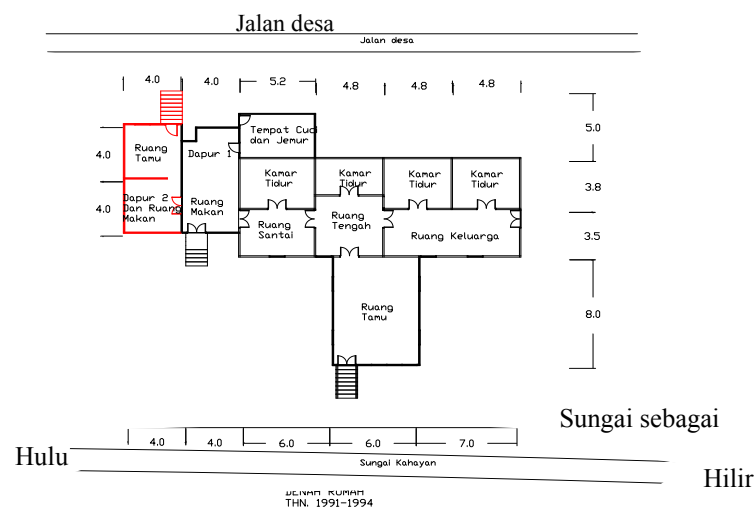 Jalan desa
Jalan desa
4.0 4.0 5.2 4.8 4.8 4.8
5.0
3.8
3.5
8.0
4.0
4.0
Ruang
Tamu
Dapur 2
Dan Ruang
Makan
Dapur 1
Ruang
Makan
Tempat Cuci
dan Jemur
Kamar
Tidur
Kamar
Tidur
Kamar
Tidur
Kamar
Tidur
Ruang
Santai
Ruang
Tengah
Ruang Keluarga
Ruang
Tamu
Sungai sebagai
4.0 4.0 6.0 6.0 7.0
Hulu
Sungai Kahayan
Hilir
DENAH RUMAH
THN. 1991-1994